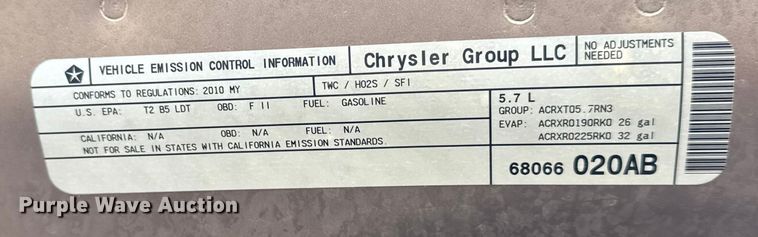 VEHICLE EMISSION CONTROL INFORMATION
Chrysler Group LLC
NO ADJUSTMENTS
NEEDED
CONFORMS TO REGULATIONS: 2010 MY
TWC / HO2S / SFI
U.S. EPA: T2 B5 LDT OBD: F II FUEL: GASOLINE
CALIFORNIA: N/A OBD: N/A FUEL: N/A
NOT FOR SALE IN STATES WITH CALIFORNIA EMISSION STANDARDS.
5.7 L
GROUP: ACRXT05.7RN3
EVAP: ACRXR0190RK0 26 gal
ACRXR0225RK0 32 gal
68066 020AB
Purple Wave Auction